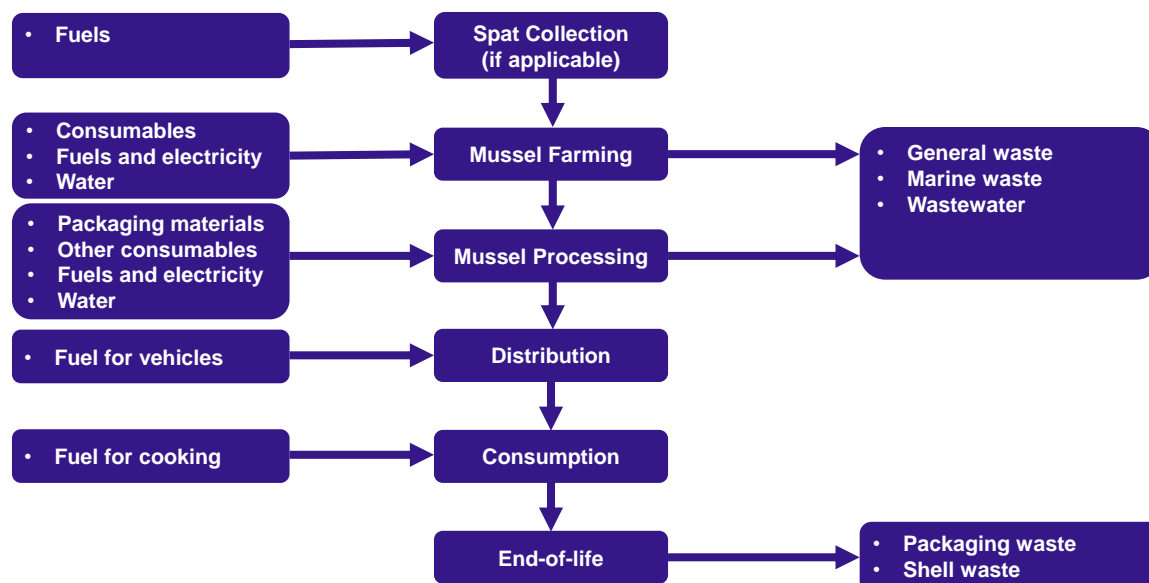 Fuels
Spat Collection
(if applicable)
• Consumables
• Fuels and electricity
• Water
Mussel Farming
• General waste
• Marine waste
• Wastewater
• Packaging materials
• Other consumables
• Fuels and electricity
• Water
Mussel Processing
• Fuel for vehicles
Distribution
• Fuel for cooking
Consumption
End-of-life
• Packaging waste
• Shell waste